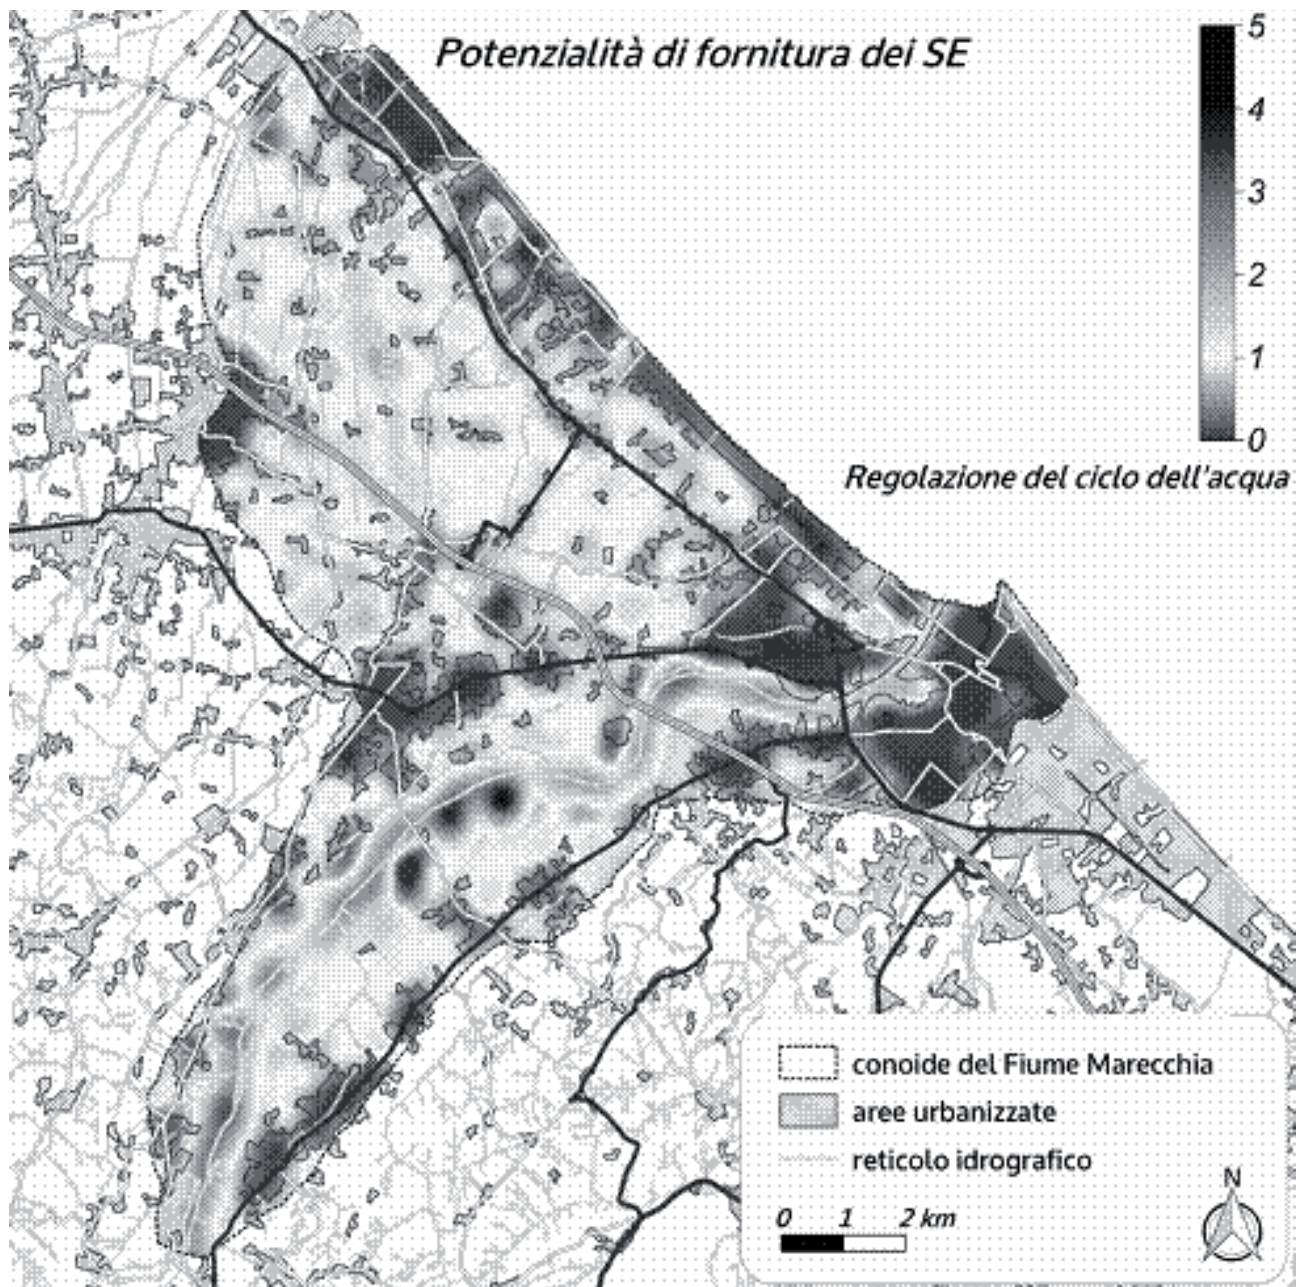 Potenzialità di fornitura dei SE
5
4
3
2
1
0
Regolazione del ciclo dell'acqua
conoide del Fiume Marecchia
aree urbanizzate
reticolo idrografico
0 1 2 km
N